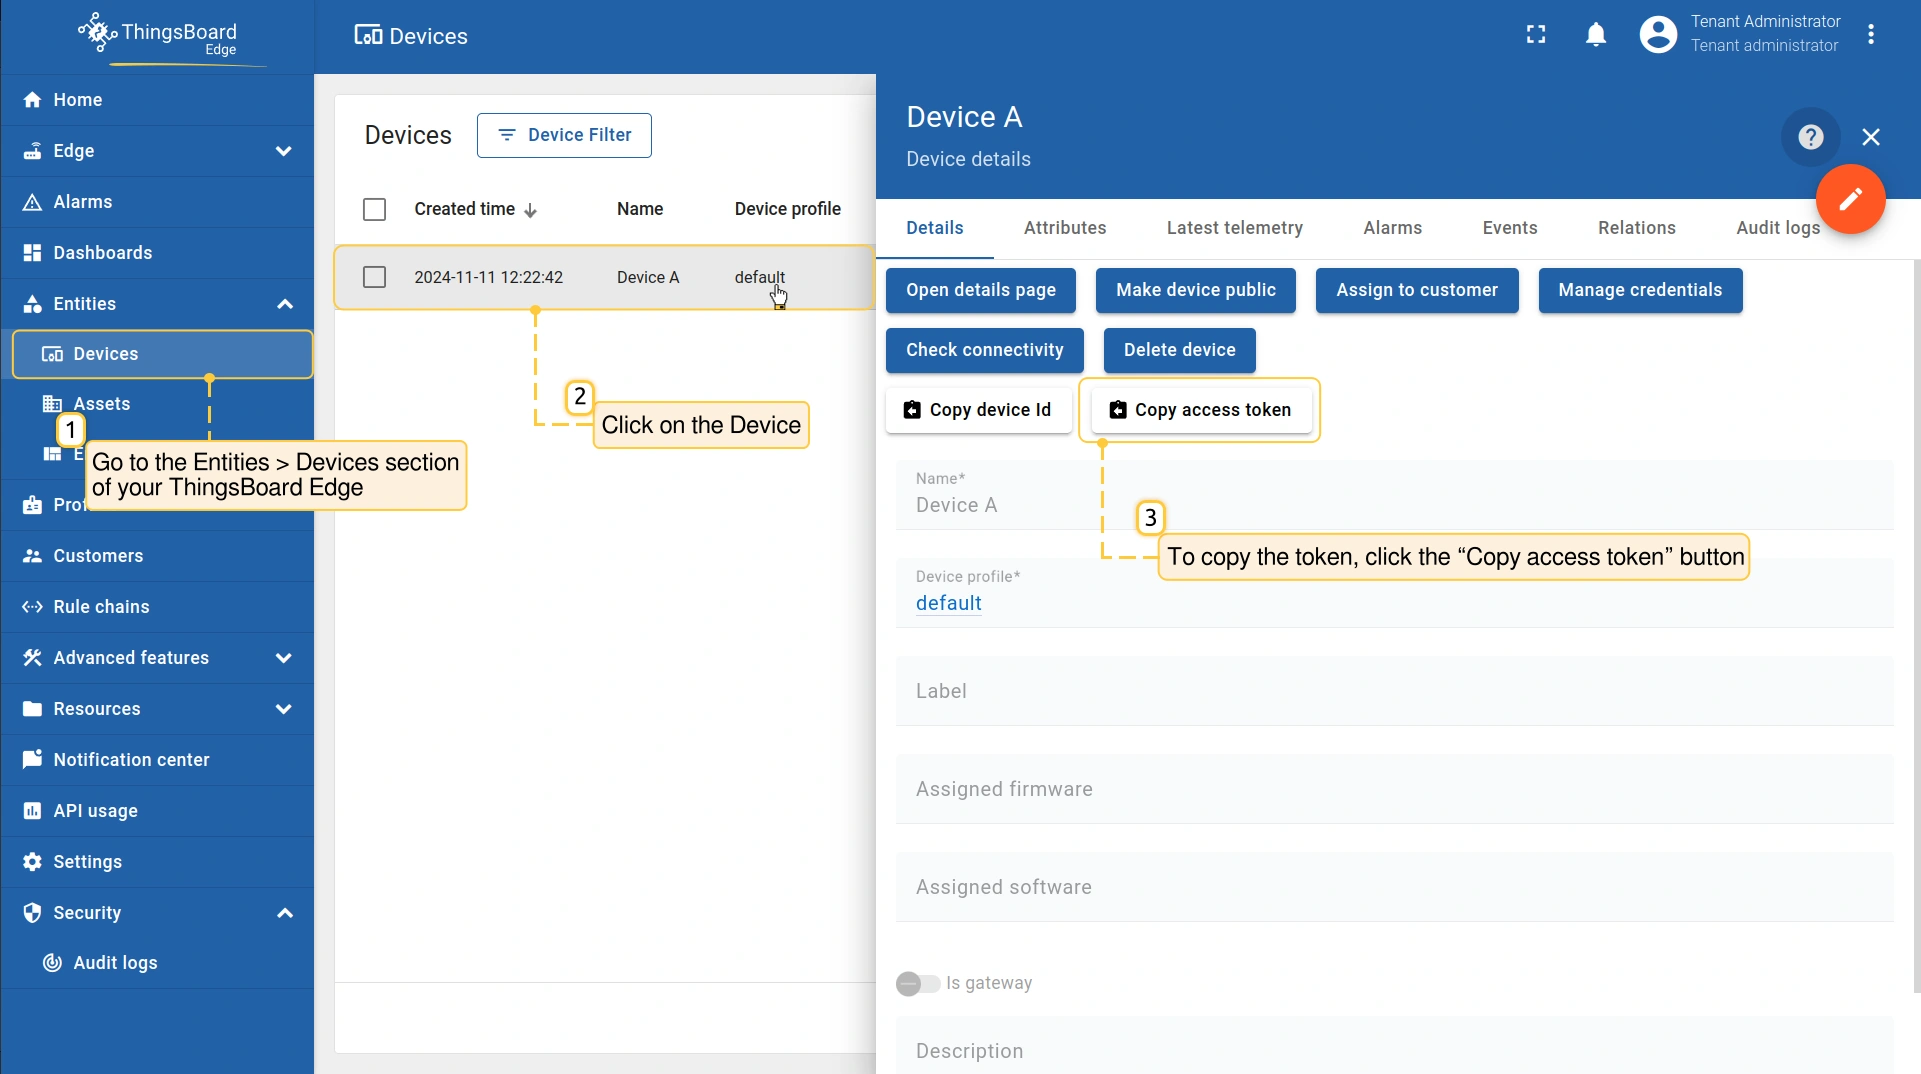 ThingsBoard
Edge
Devices
Tenant Administrator
Tenant administrator
Home
Edge
Alarms
Dashboards
Entities
Devices
Assets
Customers
Rule chains
Advanced features
Resources
Notification center
API usage
Settings
Security
Audit logs
Devices
Device Filter
Created time
Name
Device profile
2024-11-11 12:22:42
Device A
default
1
Go to the Entities > Devices section
of your ThingsBoard Edge
2
Click on the Device
Device A
Device details
Details
Attributes
Latest telemetry
Alarms
Events
Relations
Audit logs
Open details page
Make device public
Assign to customer
Manage credentials
Check connectivity
Delete device
Copy device Id
Copy access token
Name*
Device A
3
To copy the token, click the “Copy access token” button
Device profile*
default
Label
Assigned firmware
Assigned software
Is gateway
Description